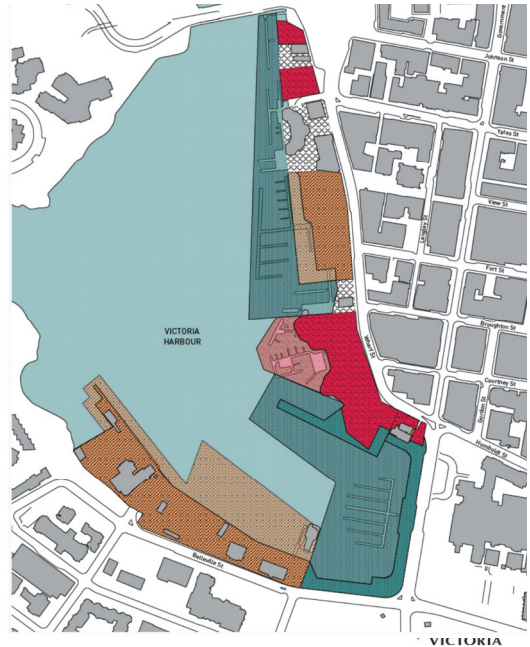 Government
Johnson St
Yates St
View St
Langley St
Fort St
Broughton St
VICTORIA
HARBOUR
Wharf St
Courtney St
Gordon St
Humbolge St
Belleville St
VICTORIA